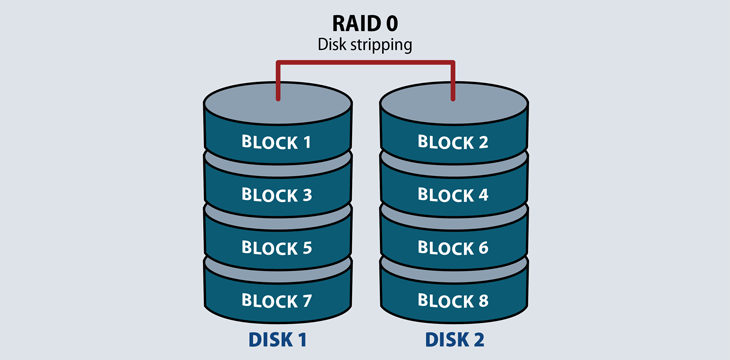 RAID 0
Disk stripping
BLOCK 1
BLOCK 2
BLOCK 3
BLOCK 4
BLOCK 5
BLOCK 6
BLOCK 7
BLOCK 8
DISK 1
DISK 2